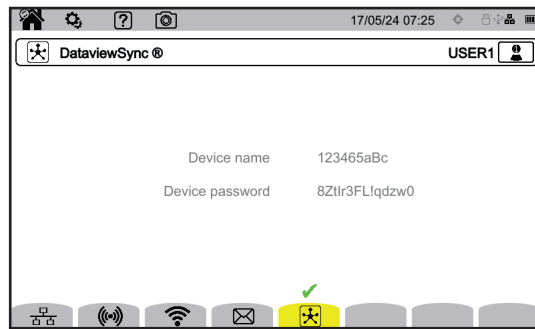 17/05/24 07:25
DataviewSync ®
USER1
Device name 123465aBc
Device password 8ZtIr3FL!qdzw0